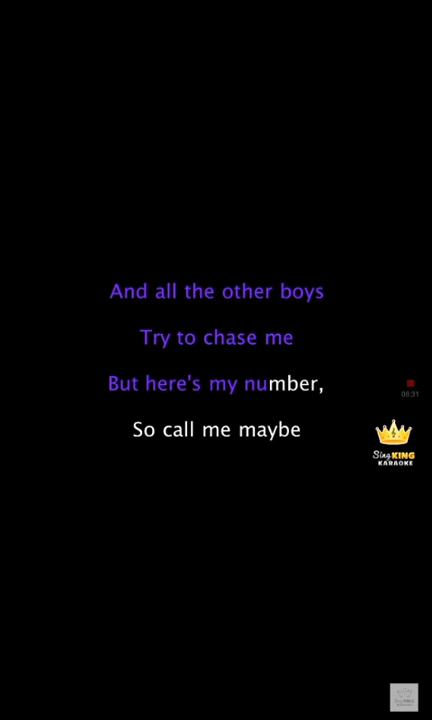 And all the other boys
Try to chase me
But here's my number,
So call me maybe
Sing KING
KARAOKE